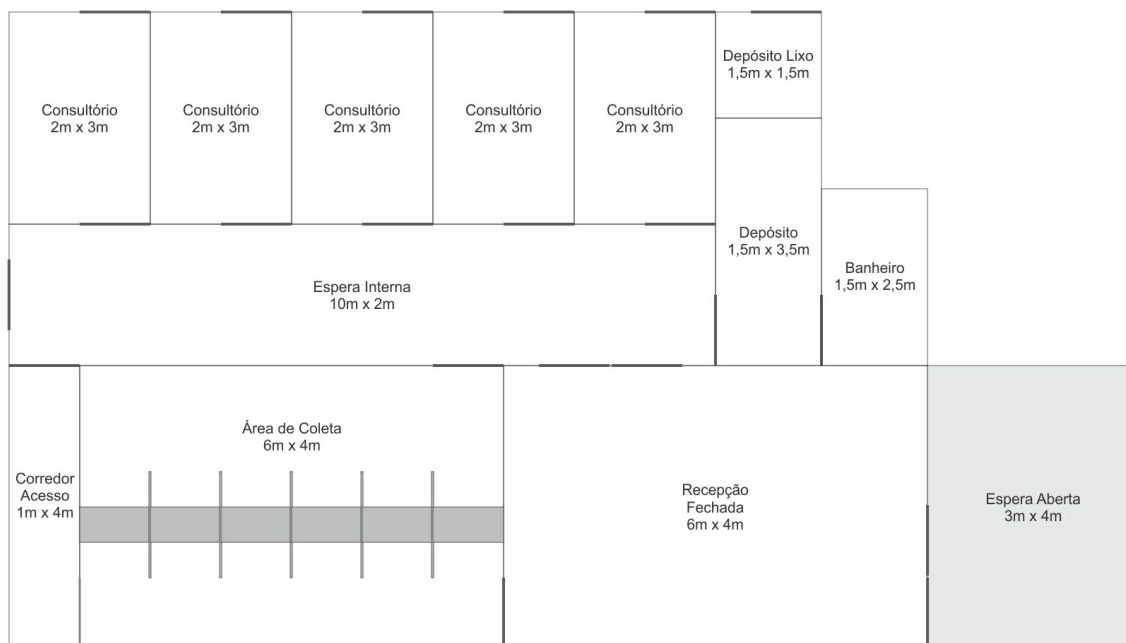 Consultório
2m x 3m
Consultório
2m x 3m
Consultório
2m x 3m
Consultório
2m x 3m
Consultório
2m x 3m
Depósito Lixo
1,5m x 1,5m
Depósito
1,5m x 3,5m
Banheiro
1,5m x 2,5m
Espera Interna
10m x 2m
Corredor
Acesso
1m x 4m
Área de Coleta
6m x 4m
Recepção
Fechada
6m x 4m
Espera Aberta
3m x 4m